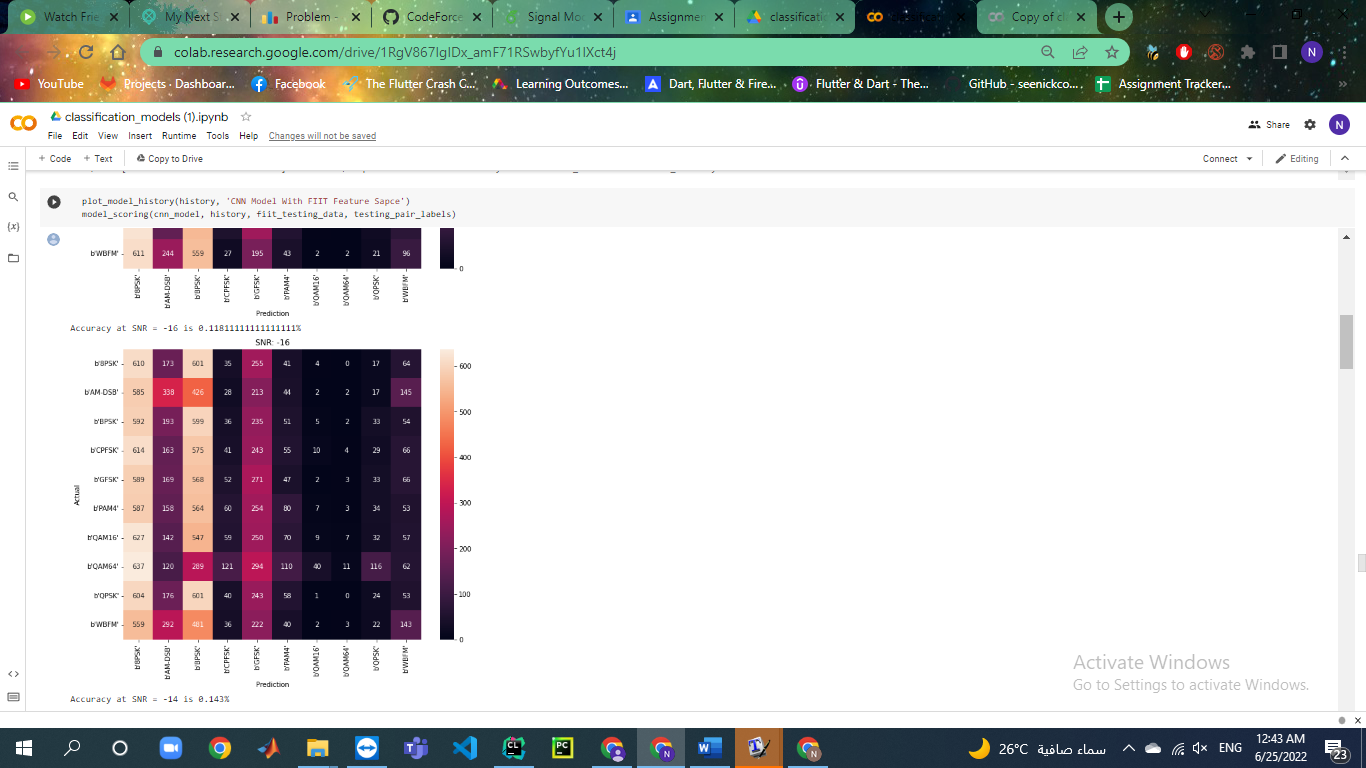 Watch Frie
My Next S
Problem -
CodeForce
Signal Mo
Assignmen
classificatio
Copy of cl
colab.research.google.com/drive/1RgV867IgIDx_amF71RSwbyfYu1IXct4j
N
YouTube
Projects · Dashboar...
Facebook
The Flutter Crash C...
Learning Outcomes...
Dart, Flutter & Fire...
Flutter & Dart - The...
GitHub - seenickco...
Assignment Tracker...
»
classification_models (1).ipynb
File Edit View Insert Runtime Tools Help Changes will not be saved
Share
N
+ Code + Text Copy to Drive
Connect
Editing
plot_model_history(history, 'CNN Model With FIIT Feature Sapce')
model_scoring(cnn_model, history, fiit_testing_data, testing_pair_labels)
b'WBFM' 611 244 559 27 195 43 2 2 21 96
0
b'BPSK' b'AM-DSB' b'BPSK' b'CPFSK' b'GFSK' b'PAM4' b'QAM16' b'QAM64' b'QPSK' b'WBFM'
Prediction
Accuracy at SNR = -16 is 0.11811111111111111%
SNR: -16
b'BPSK' 610 173 601 35 255 41 4 0 17 64
b'AM-DSB' 585 338 426 28 213 44 2 2 17 145
b'BPSK' 592 193 599 36 235 51 5 2 33 54
b'CPFSK' 614 163 575 41 243 55 10 4 29 66
b'GFSK' 589 169 568 52 271 47 2 3 33 66
b'PAM4' 587 158 564 60 254 80 7 3 34 53
b'QAM16' 627 142 547 59 250 70 9 7 32 57
b'QAM64' 637 120 289 121 294 110 40 11 116 62
b'QPSK' 604 176 601 40 243 58 1 0 24 53
b'WBFM' 559 292 481 36 222 40 2 3 22 143
Actual
600
500
400
300
200
100
0
b'BPSK' b'AM-DSB' b'BPSK' b'CPFSK' b'GFSK' b'PAM4' b'QAM16' b'QAM64' b'QPSK' b'WBFM'
Prediction
Accuracy at SNR = -14 is 0.143%
Activate Windows
Go to Settings to activate Windows.
26°C سماء صافية
ENG
12:43 AM
6/25/2022
23